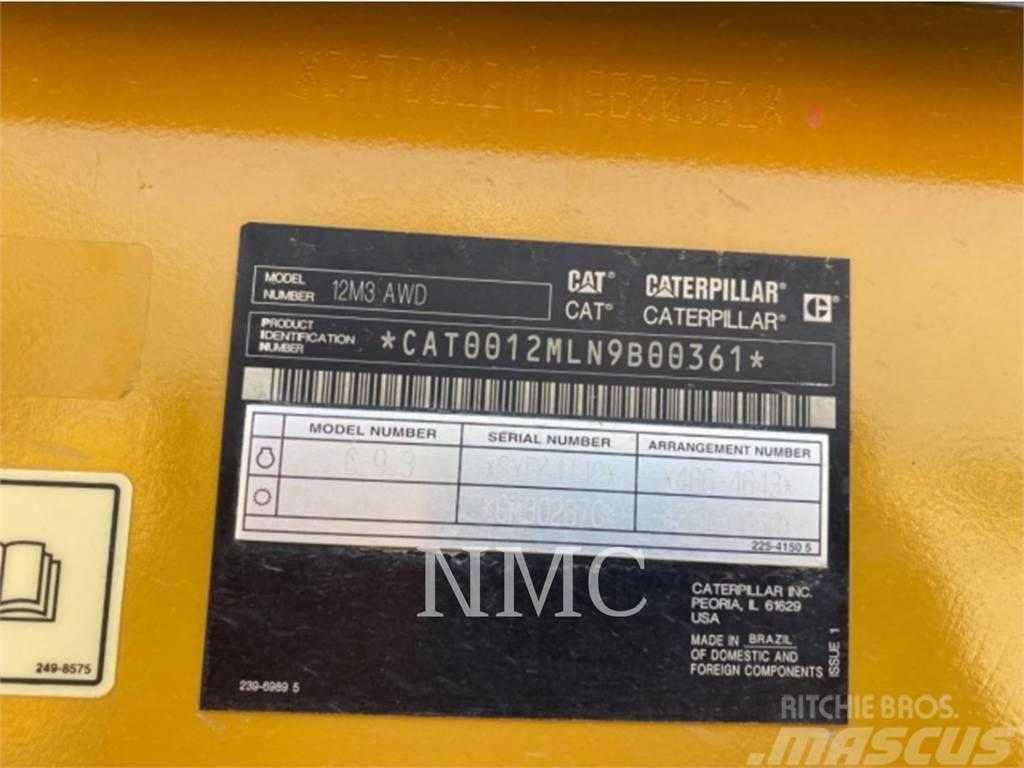 MODEL NUMBER 12M3 AWD
CAT® CATERPILLAR®
CAT® CATERPILLAR®
PRODUCT IDENTIFICATION NUMBER *CAT0012MLN9B00361*
MODEL NUMBER SERIAL NUMBER ARRANGEMENT NUMBER
225-4150 5
NMC
CATERPILLAR INC.
PEORIA, IL 61629
USA
MADE IN BRAZIL
OF DOMESTIC AND
FOREIGN COMPONENTS
ISSUE 1
239-6989 5
249-8575
RITCHIE BROS.
MASCUS